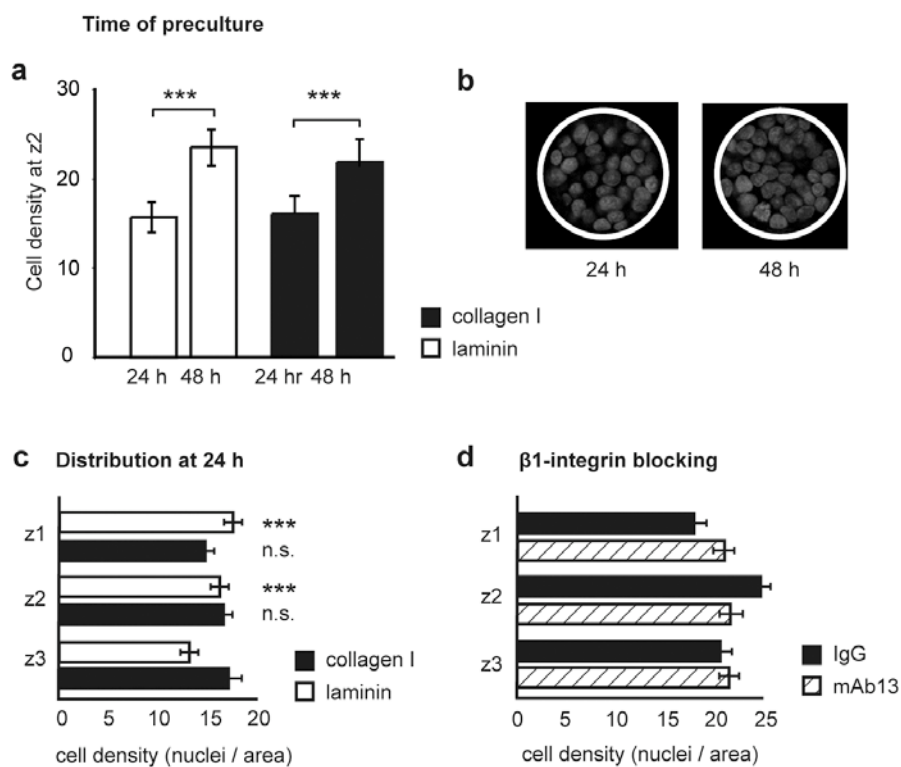 Time of preculture
a
30
20
10
0
Cell density at z2
***
***
24 h 48 h 24 hr 48 h
collagen I
laminin
b
24 h 48 h
c Distribution at 24 h
z1
***
n.s.
z2
***
n.s.
z3
collagen I
laminin
0 5 10 15 20
cell density (nuclei / area)
d β1-integrin blocking
z1
z2
z3
IgG
mAb13
0 5 10 15 20 25
cell density (nuclei / area)